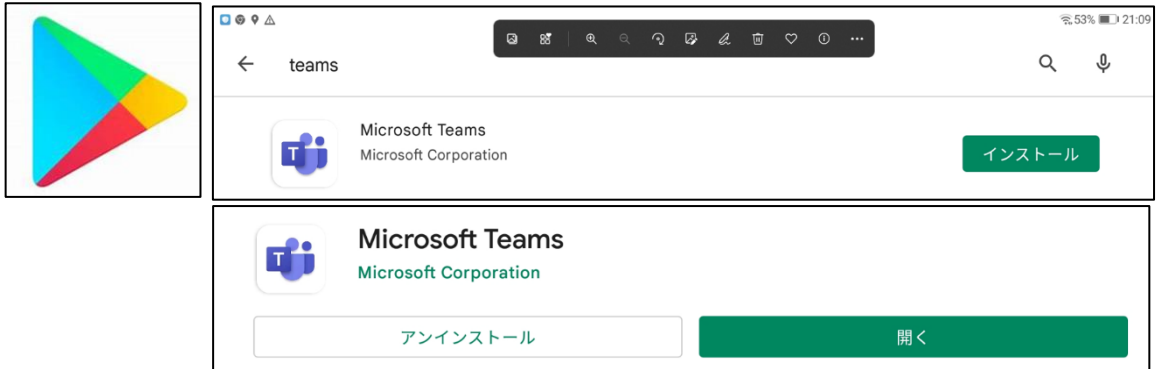 53% 21:09
teams
Microsoft Teams
Microsoft Corporation
インストール
Microsoft Teams
Microsoft Corporation
アンインストール
開く